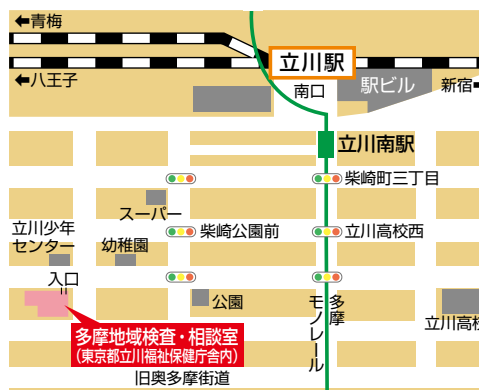 ←青梅
立川駅
←八王子
南口
駅ビル
新宿
立川南駅
柴崎町三丁目
スーパー
立川少年
センター
幼稚園
柴崎公園前
立川高校西
入口
公園
多摩
モノレール
立川高校
多摩地域検査・相談室
(東京都立川福祉保健庁舎内)
旧奥多摩街道